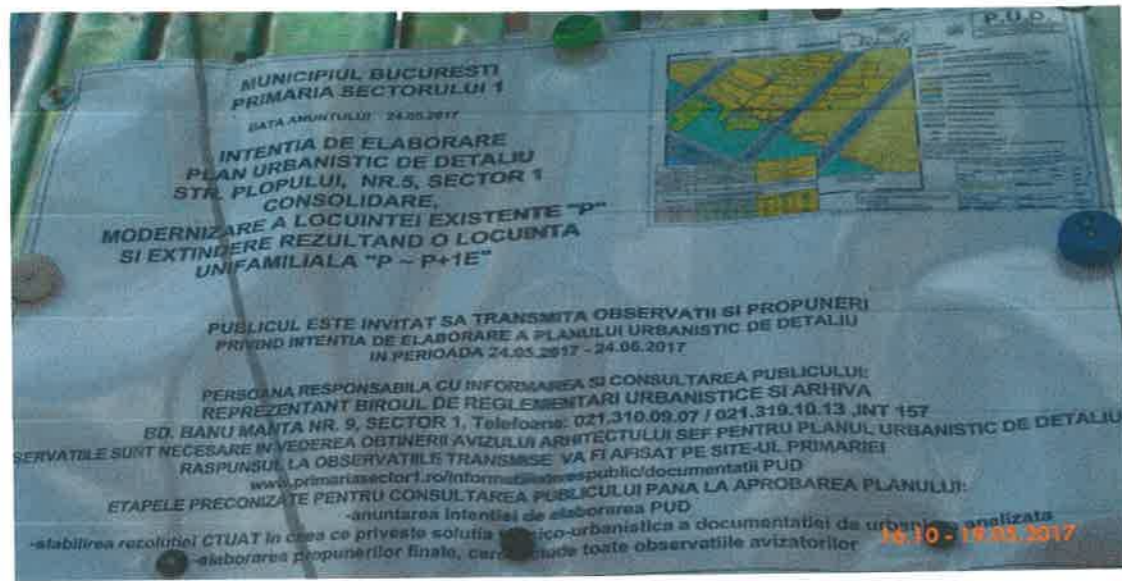 P.U.D.
MUNICIPIUL BUCURESTI
PRIMARIA SECTORULUI 1
DATA ANUNTULUI 24.05.2017
INTENTIA DE ELABORARE
PLAN URBANISTIC DE DETALIU
STR. PLOPULUI, NR.5, SECTOR 1
CONSOLIDARE,
MODERNIZARE A LOCUINTEI EXISTENTE "P"
SI EXTINDERE REZULTAND O LOCUINTA
UNIFAMILIALA "P ~ P+1E"
PUBLICUL ESTE INVITAT SA TRANSMITA OBSERVATII SI PROPUNERI
PRIVIND INTENTIA DE ELABORARE A PLANULUI URBANISTIC DE DETALIU
IN PERIOADA 24.05.2017 - 24.06.2017
PERSOANA RESPONSABILA CU INFORMAREA SI CONSULTAREA PUBLICULUI:
REPREZENTANT BIROUL DE REGLEMENTARI URBANISTICE SI ARHIVA
BD. BANU MANTA NR. 9, SECTOR 1, Telefoane: 021.310.09.07 / 021.319.10.13 ,INT 157
SERVATIILE SUNT NECESARE IN VEDEREA OBTINERII AVIZULUI ARHITECTULUI SEF PENTRU PLANUL URBANISTIC DE DETALIU
RASPUNSUL LA OBSERVATIILE TRANSMISE VA FI AFISAT PE SITE-UL PRIMARIEI
www.primariasector1.ro/informatii public/documentatii PUD
ETAPELE PRECONIZATE PENTRU CONSULTAREA PUBLICULUI PANA LA APROBAREA PLANULUI:
-anuntarea intentiei de elaborarea PUD
-stabilirea rezolutiei CTUAT in ceea ce priveste solutia -urbanistica a documentatiei de analizata
-elaborarea propunerilor finale, toate observatiile avizatorilor
16.10 - 19.05.2017